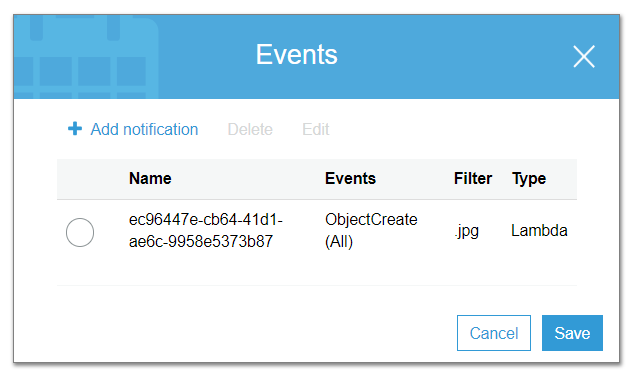 Events
Add notification Delete Edit
Name Events Filter Type
ec96447e-cb64-41d1- ObjectCreate
ae6c-9958e5373b87 (All) .jpg Lambda
Cancel Save